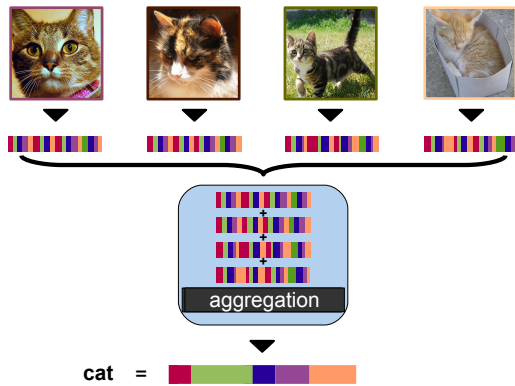 +
+
+
aggregation
cat =